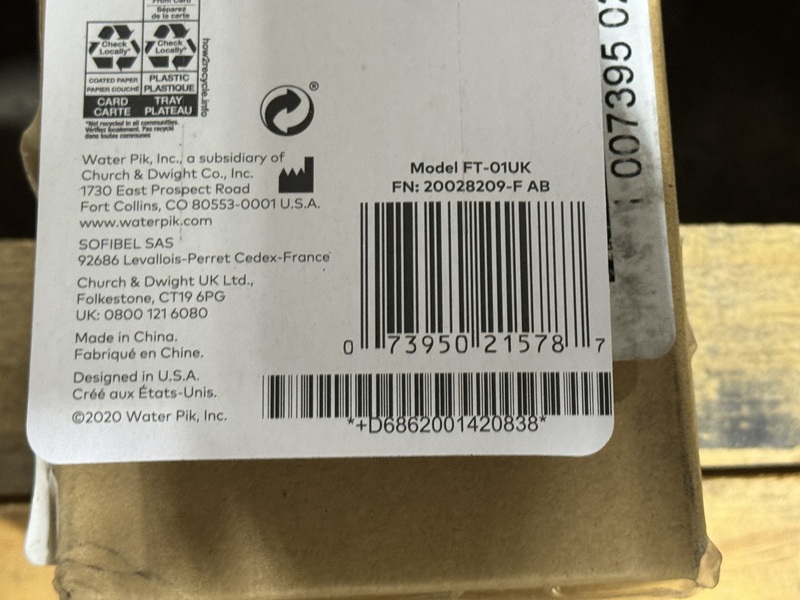 Séparez
de la carte
Check
Locally*
Check
Locally*
COATED PAPER
PAPIER COUCHÉ
PLASTIC
PLASTIQUE
CARD
CARTE
TRAY
PLATEAU
*Not recycled in all communities.
Vérifiez localement. Pas recyclé
dans toutes communes
how2recycle.info
®
Water Pik, Inc., a subsidiary of
Church & Dwight Co., Inc.
1730 East Prospect Road
Fort Collins, CO 80553-0001 U.S.A.
www.waterpik.com
SOFIBEL SAS
92686 Levallois-Perret Cedex-France
Church & Dwight UK Ltd.,
Folkestone, CT19 6PG
UK: 0800 121 6080
Made in China.
Fabriqué en Chine.
Designed in U.S.A.
Créé aux États-Unis.
©2020 Water Pik, Inc.
Model FT-01UK
FN: 20028209-F AB
0 73950 21578 7
*+D6862001420838*
007395